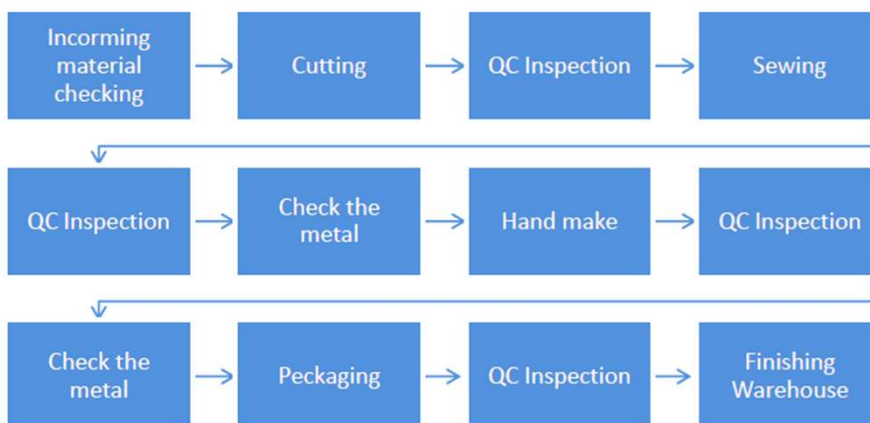 Incorming
material
checking
Cutting
QC Inspection
Sewing
QC Inspection
Check the
metal
Hand make
QC Inspection
Check the
metal
Peckaging
QC Inspection
Finishing
Warehouse